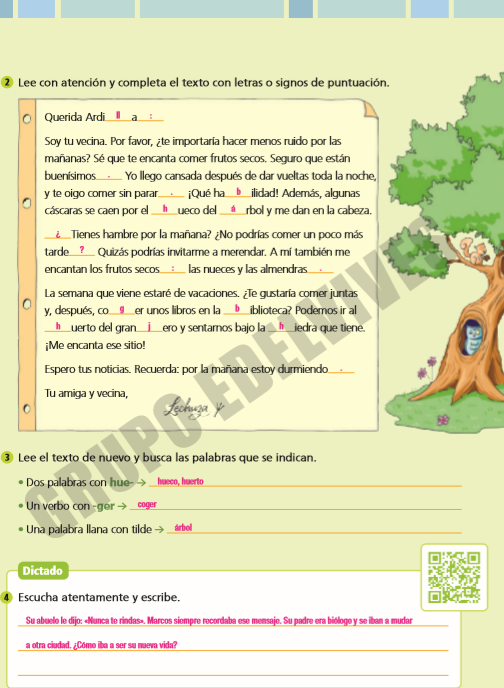 2 Lee con atención y completa el texto con letras o signos de puntuación.
Querida Ardi ll a :
Soy tu vecina. Por favor, ¿te importaría hacer menos ruido por las
mañanas? Sé que te encanta comer frutos secos. Seguro que están
buenísimos . Yo llego cansada después de dar vueltas toda la noche,
y te oigo comer sin parar . ¡Qué ha b ilidad! Además, algunas
cáscaras se caen por el h ueco del á rbol y me dan en la cabeza.
¿ Tienes hambre por la mañana? ¿No podrías comer un poco más
tarde ? Quizás podrías invitarme a merendar. A mí también me
encantan los frutos secos : las nueces y las almendras .
La semana que viene estaré de vacaciones. ¿Te gustaría comer juntas
y, después, co g er unos libros en la b iblioteca? Podemos ir al
h uerto del gran j ero y sentarnos bajo la h iedra que tiene.
¡Me encanta ese sitio!
Espero tus noticias. Recuerda: por la mañana estoy durmiendo .
Tu amiga y vecina,
Lechuza
GRUPO EDELVIVES
3 Lee el texto de nuevo y busca las palabras que se indican.
• Dos palabras con hue- → hueco, huerto
• Un verbo con -ger → coger
• Una palabra llana con tilde → árbol
Dictado
4 Escucha atentamente y escribe.
Su abuelo le dijo: «Nunca te rindas». Marcos siempre recordaba ese mensaje. Su padre era biólogo y se iban a mudar
a otra ciudad. ¿Cómo iba a ser su nueva vida?